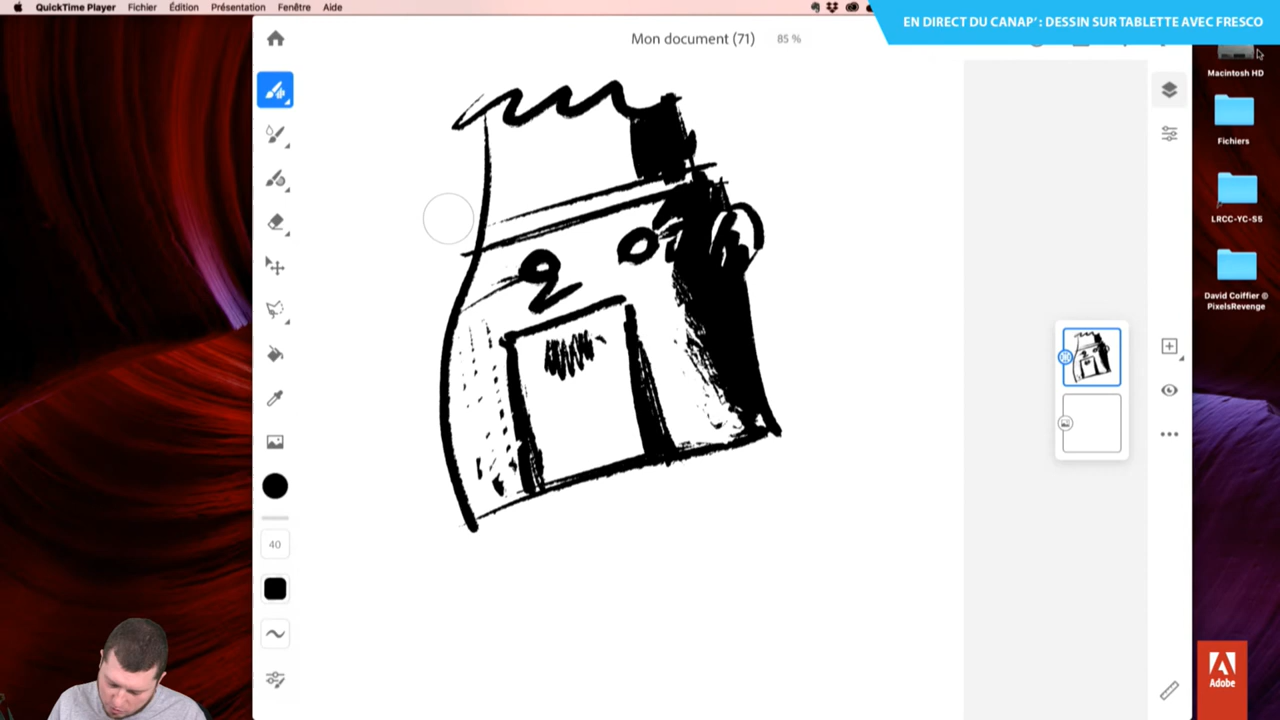 QuickTime Player Fichier Édition Présentation Fenêtre Aide
EN DIRECT DU CANAP' : DESSIN SUR TABLETTE AVEC FRESCO
Mon document (71) 85 %
Macintosh HD
Fichiers
LRCC-YC-S5
David Coiffier ©
PixelsRevenge
40
Adobe